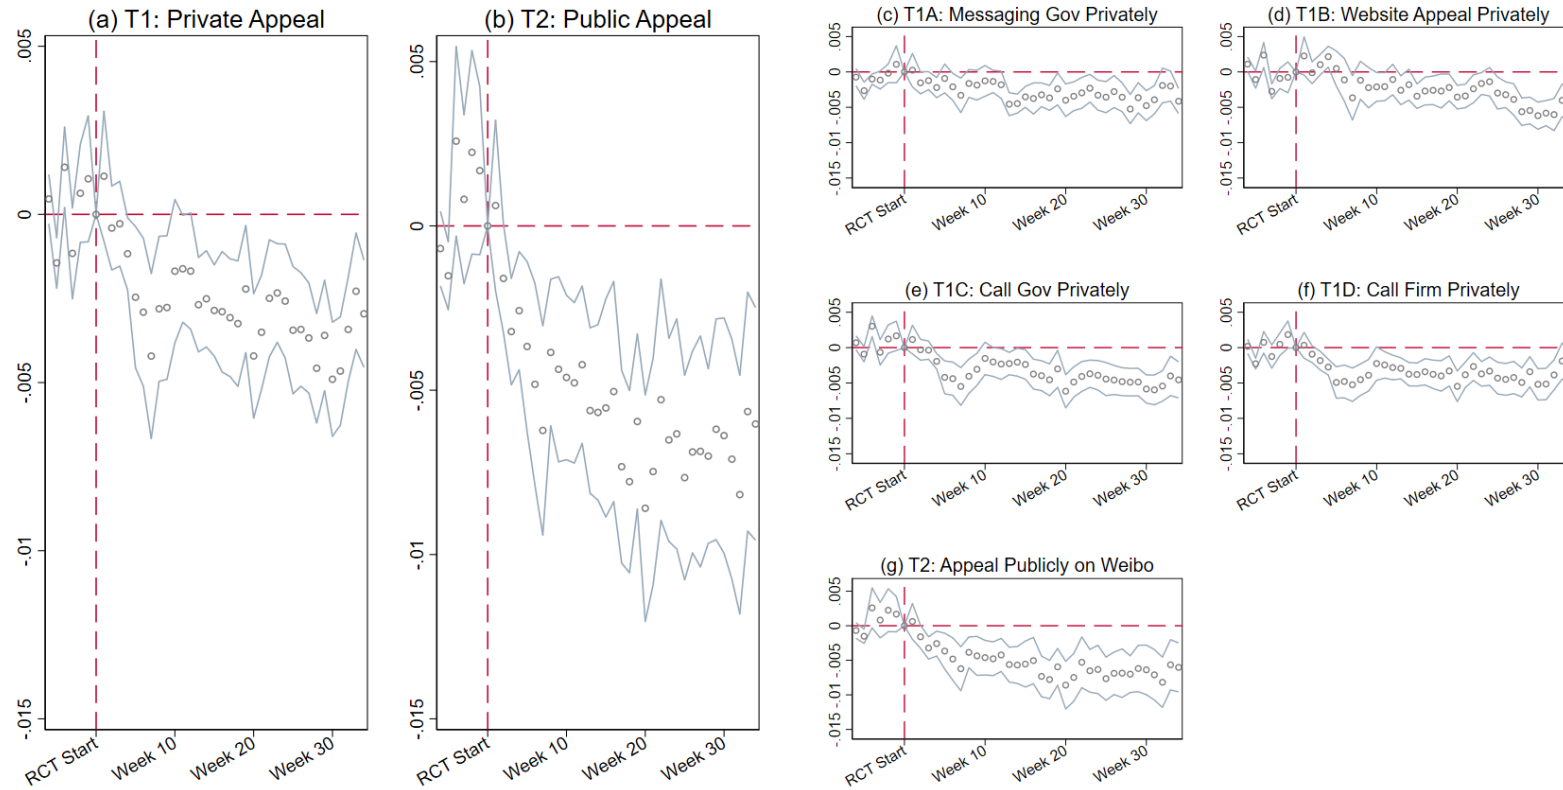 (a) T1: Private Appeal
.005
0
-.005
-.01
-.015
RCT Start
Week 10
Week 20
Week 30
(b) T2: Public Appeal
.005
0
-.005
-.01
-.015
RCT Start
Week 10
Week 20
Week 30
(c) T1A: Messaging Gov Privately
.005
0
-.005
-.01
-.015
RCT Start
Week 10
Week 20
Week 30
(d) T1B: Website Appeal Privately
.005
0
-.005
-.01
-.015
RCT Start
Week 10
Week 20
Week 30
(e) T1C: Call Gov Privately
.005
0
-.005
-.01
-.015
RCT Start
Week 10
Week 20
Week 30
(f) T1D: Call Firm Privately
.005
0
-.005
-.01
-.015
RCT Start
Week 10
Week 20
Week 30
(g) T2: Appeal Publicly on Weibo
.005
0
-.005
-.01
-.015
RCT Start
Week 10
Week 20
Week 30